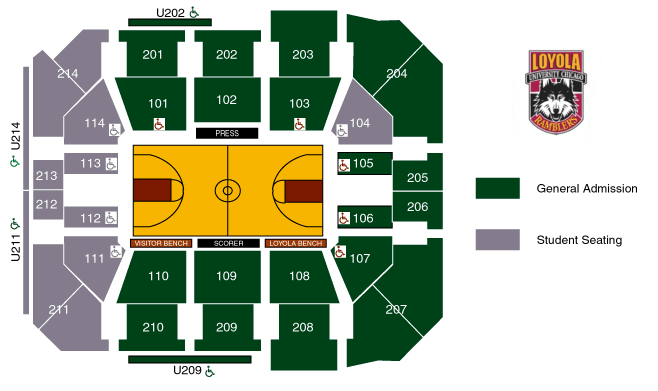 U202
201
202
203
214
204
101
102
103
114
104
PRESS
U214
113
105
213
205
212
206
112
106
U211
VISITOR BENCH
SCORER
LOYOLA BENCH
111
107
110
109
108
211
207
210
209
208
U209
LOYOLA
UNIVERSITY CHICAGO
RAMBLERS
General Admission
Student Seating